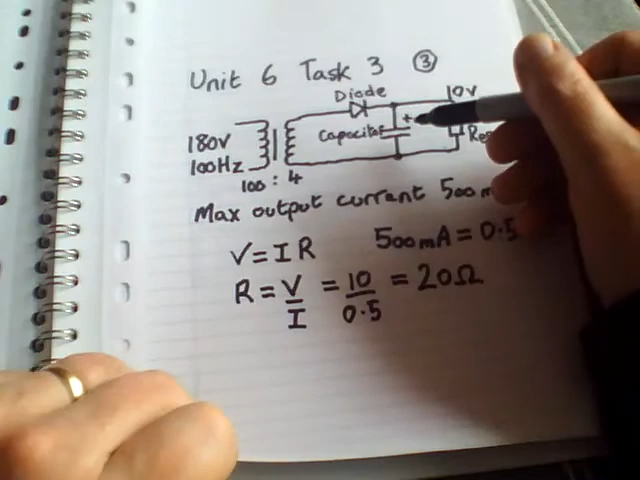 Unit 6 Task 3 ③
Diode 10v
180V Capacitor +
100Hz
100 : 4
Max output current 500m
V = I R 500mA = 0.5
R = V/I = 10/0.5 = 20Ω